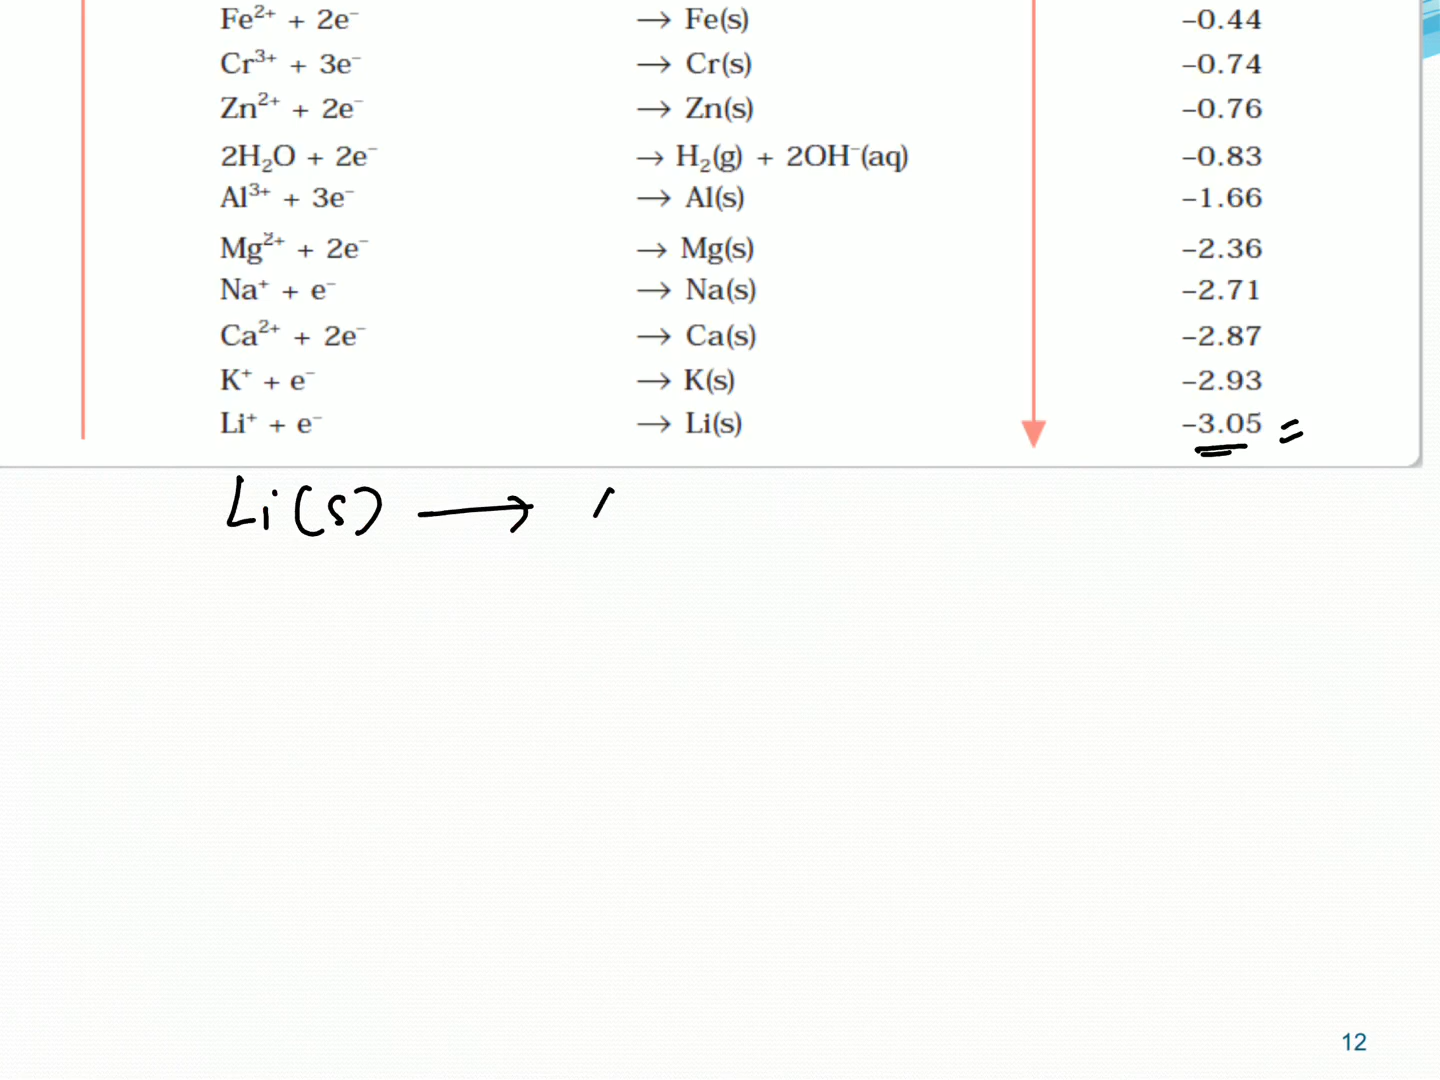 Fe²⁺ + 2e⁻ → Fe(s) –0.44
Cr³⁺ + 3e⁻ → Cr(s) –0.74
Zn²⁺ + 2e⁻ → Zn(s) –0.76
2H₂O + 2e⁻ → H₂(g) + 2OH⁻(aq) –0.83
Al³⁺ + 3e⁻ → Al(s) –1.66
Mg²⁺ + 2e⁻ → Mg(s) –2.36
Na⁺ + e⁻ → Na(s) –2.71
Ca²⁺ + 2e⁻ → Ca(s) –2.87
K⁺ + e⁻ → K(s) –2.93
Li⁺ + e⁻ → Li(s) –3.05 =
Li(s) →
12